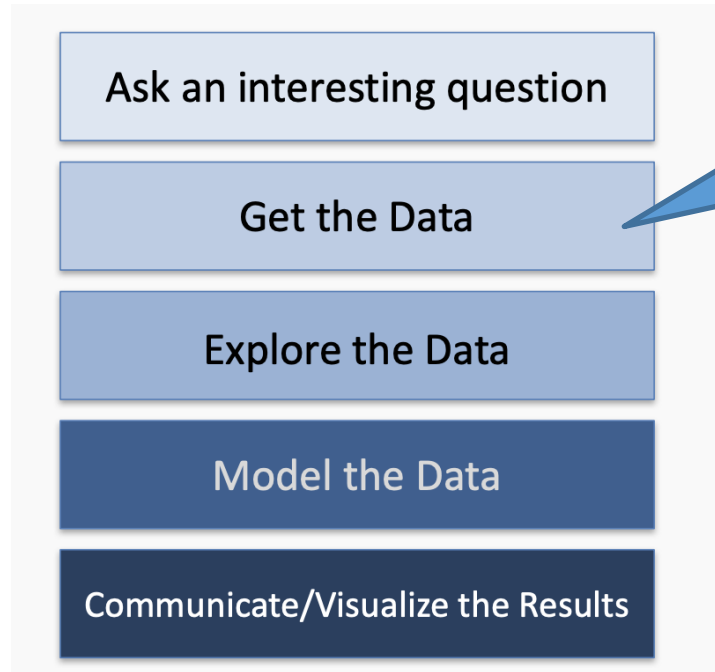 Ask an interesting question
Get the Data
Explore the Data
Model the Data
Communicate/Visualize the Results